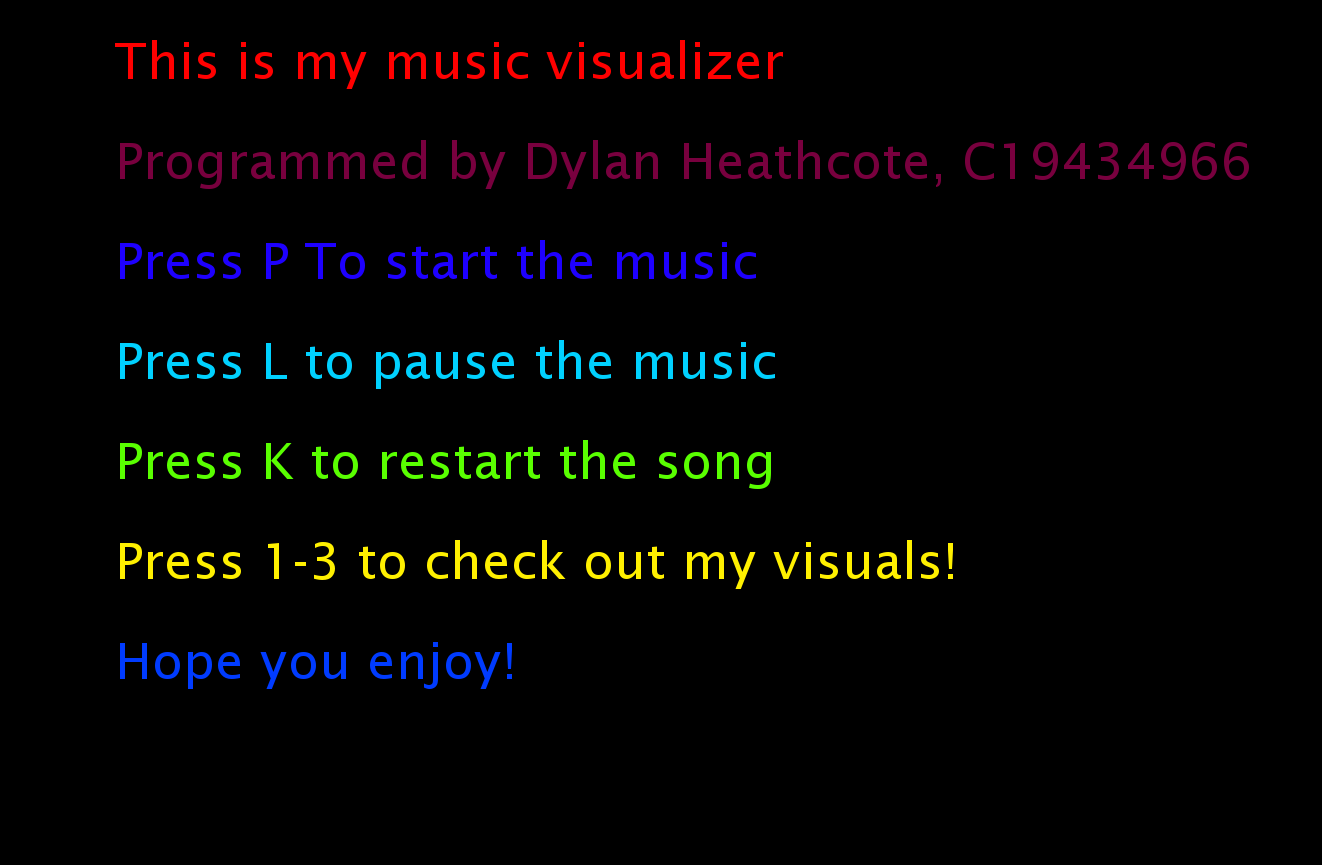 This is my music visualizer
Programmed by Dylan Heathcote, C19434966
Press P To start the music
Press L to pause the music
Press K to restart the song
Press 1-3 to check out my visuals!
Hope you enjoy!